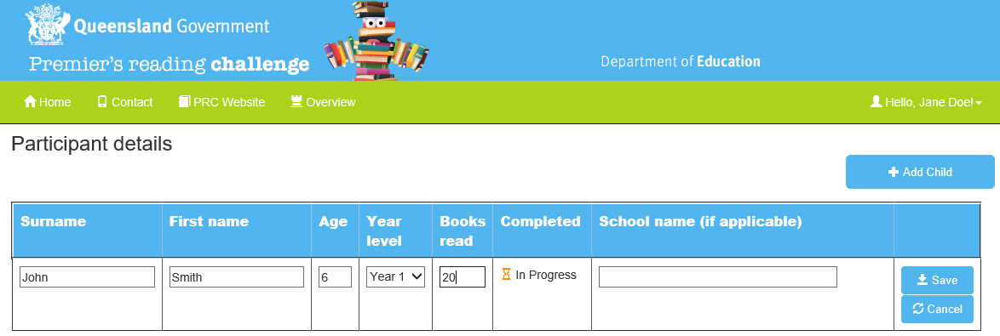 Queensland Government
Premier's reading challenge
Department of Education
Home Contact PRC Website Overview Hello, Jane Doe!
Participant details
Add Child
Surname First name Age Year level Books read Completed School name (if applicable)
John Smith 6 Year 1 20 In Progress Save
Cancel